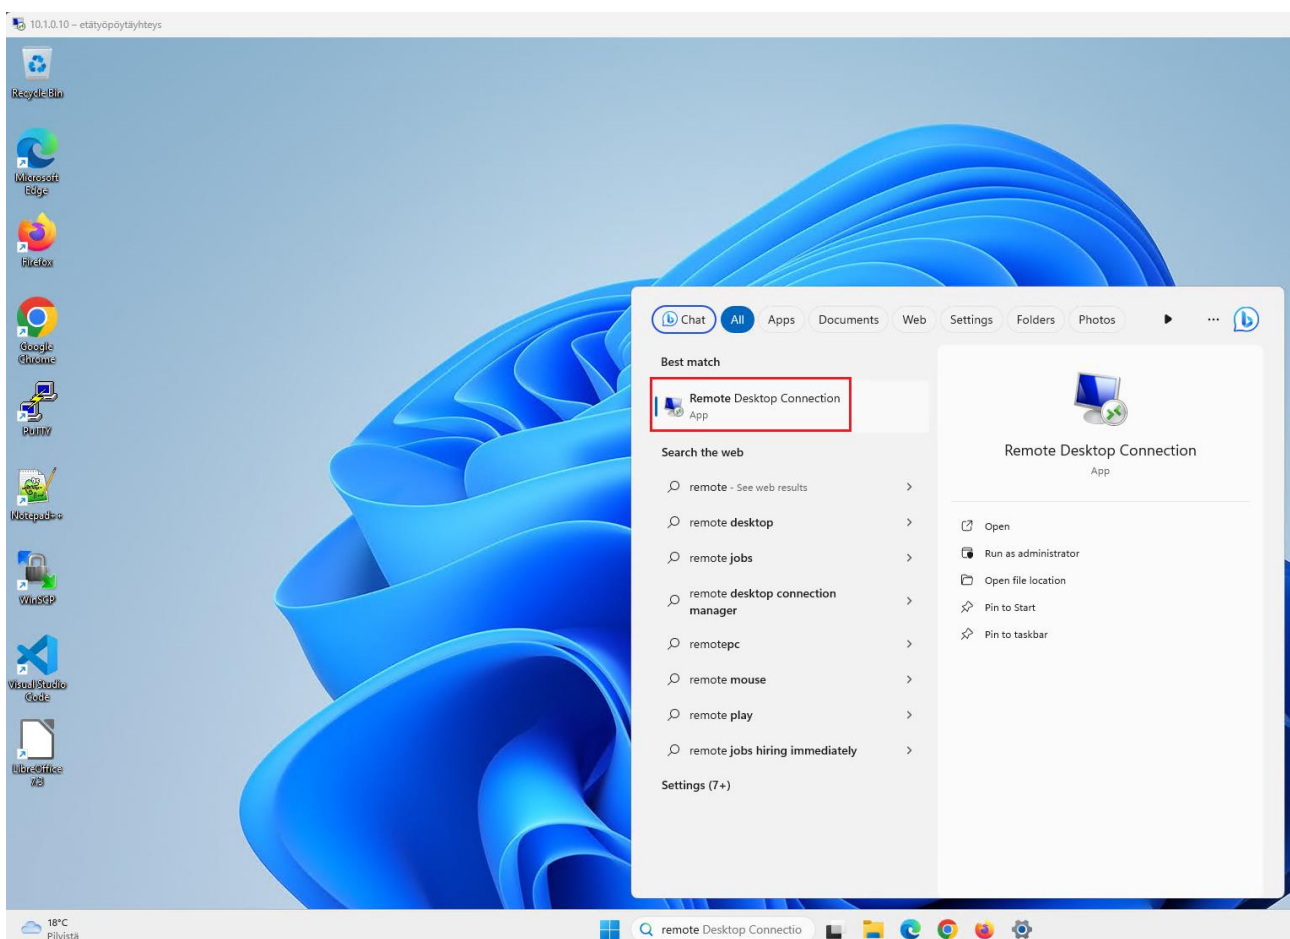 10.1.0.10 – etätyöpöytäyhteys
Recycle Bin
Microsoft
Edge
Firefox
Google
Chrome
PuTTY
Notepad++
WinSCP
Visual Studio
Code
LibreOffice
7.3
Chat
All
Apps
Documents
Web
Settings
Folders
Photos
Best match
Remote Desktop Connection
App
Search the web
remote - See web results
remote desktop
remote jobs
remote desktop connection
manager
remotepc
remote mouse
remote play
remote jobs hiring immediately
Settings (7+)
Remote Desktop Connection
App
Open
Run as administrator
Open file location
Pin to Start
Pin to taskbar
18°C
Pilvistä
remote Desktop Connectio